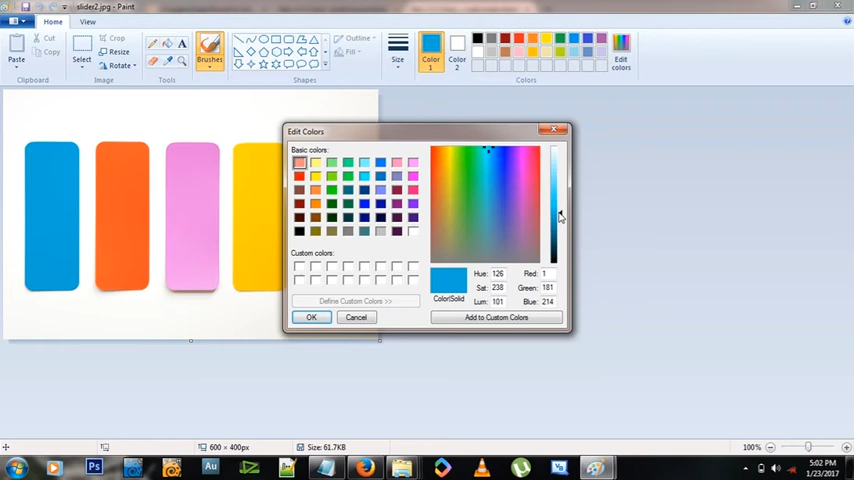 slider2.jpg - Paint
Home View
Paste
Cut
Copy
Clipboard
Select
Crop
Resize
Rotate
Image
A
Tools
Brushes
Outline
Fill
Shapes
Size
Color
1
Color
2
Edit
colors
Colors
Edit Colors
Basic colors:
Custom colors:
Define Custom Colors >>
OK Cancel
Color|Solid
Hue: 126 Red: 1
Sat: 238 Green: 181
Lum: 101 Blue: 214
Add to Custom Colors
600 × 400px Size: 61.7KB 100%
Ps Au
5:02 PM
1/23/2017